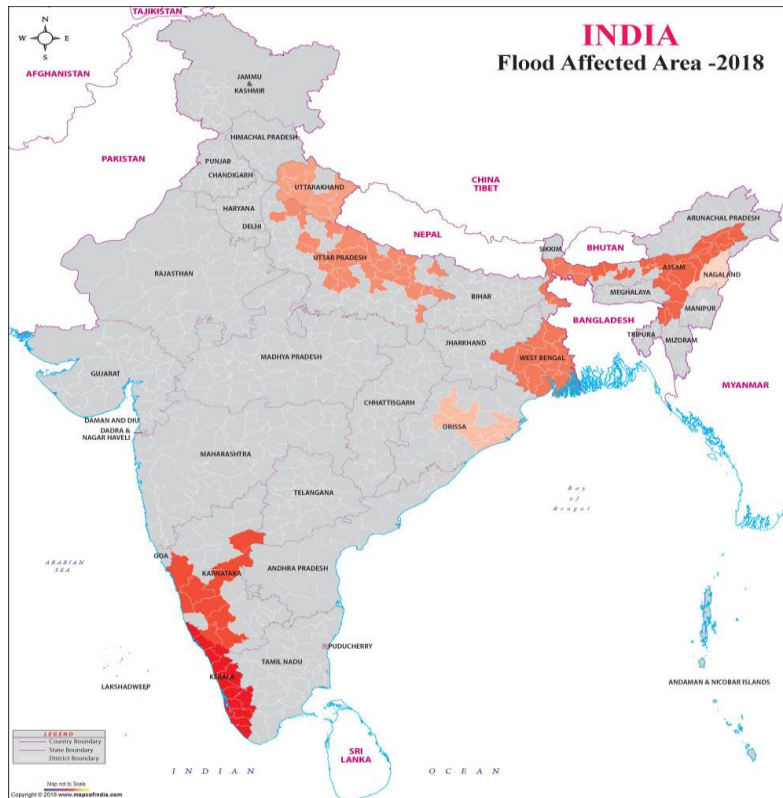 TAJIKISTAN
INDIA
Flood Affected Area -2018
N
W
E
S
AFGHANISTAN
JAMMU
&
KASHMIR
HIMACHAL PRADESH
PAKISTAN
PUNJAB
CHANDIGARH
UTTARAKHAND
CHINA
TIBET
HARYANA
DELHI
NEPAL
ARUNACHAL PRADESH
SIKKIM
BHUTAN
UTTAR PRADESH
ASSAM
NAGALAND
RAJASTHAN
BIHAR
MEGHALAYA
MANIPUR
BANGLADESH
JHARKHAND
TRIPURA
MIZORAM
MADHYA PRADESH
WEST BENGAL
GUJARAT
MYANMAR
CHHATTISGARH
DAMAN AND DIU
DADRA &
NAGAR HAVELI
ORISSA
MAHARASHTRA
TELANGANA
Bay
of
Bengal
GOA
KARNATAKA
ANDHRA PRADESH
ARABIAN
SEA
PUDUCHERRY
TAMIL NADU
KERALA
LAKSHADWEEP
ANDAMAN & NICOBAR ISLANDS
LEGEND
Country Boundary
State Boundary
District Boundary
SRI
LANKA
INDIAN OCEAN
Map not to Scale
Copyright © 2018 www.mapsofindia.com